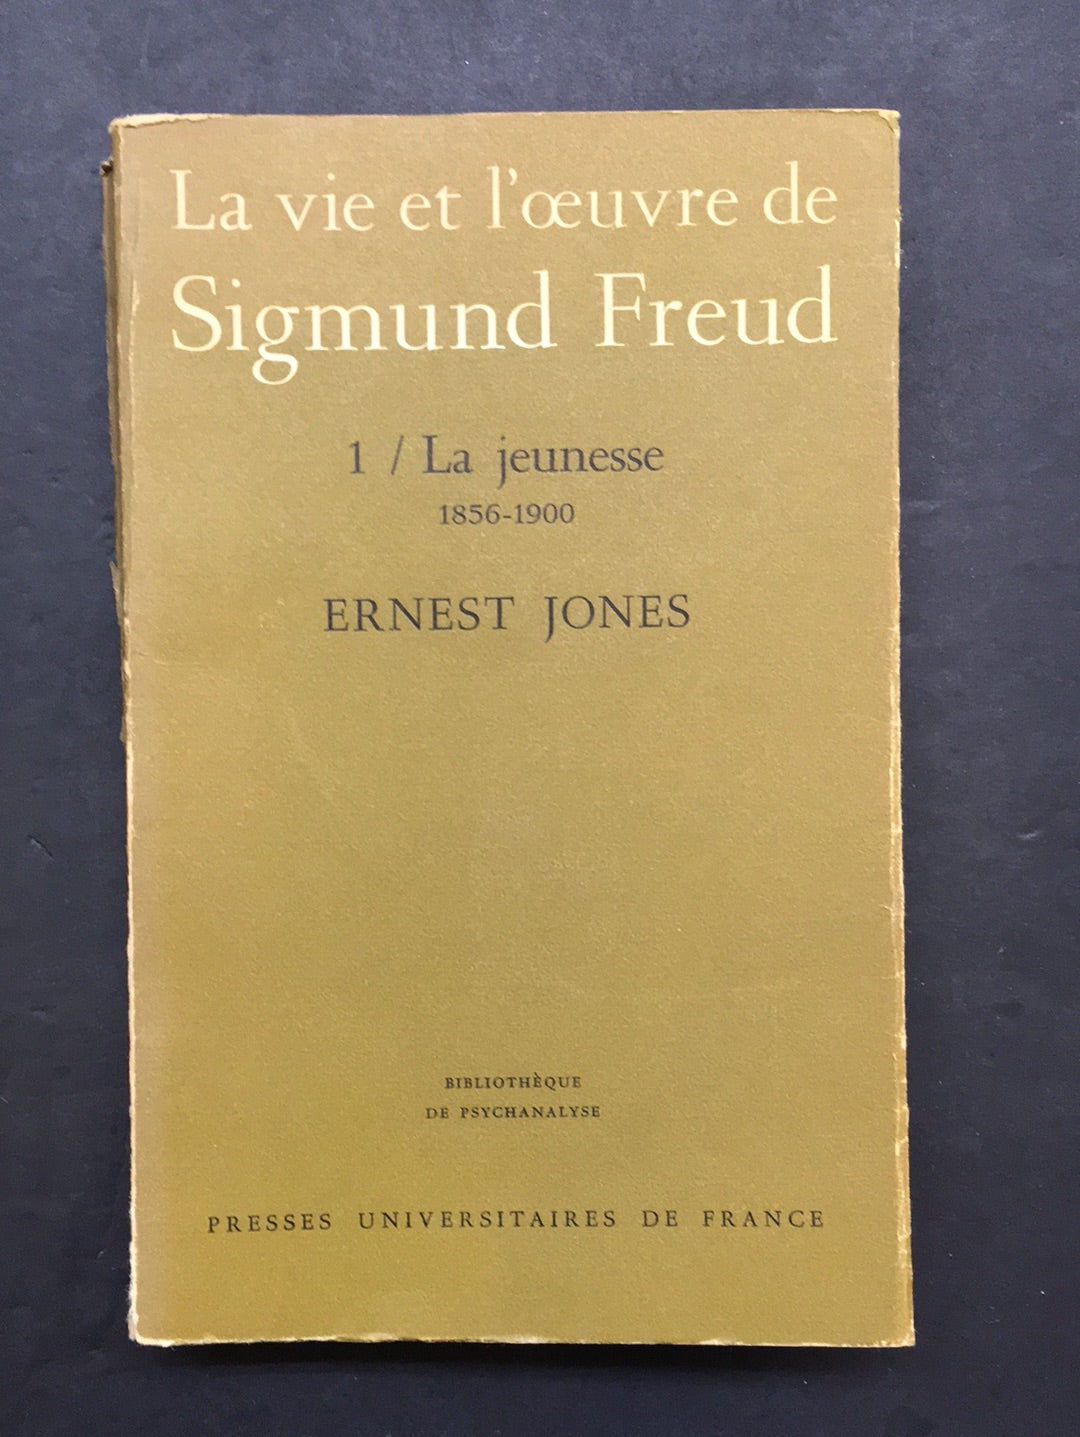 La vie et l'œuvre de
Sigmund Freud
1 / La jeunesse
1856-1900
ERNEST JONES
BIBLIOTHÈQUE
DE PSYCHANALYSE
PRESSES UNIVERSITAIRES DE FRANCE